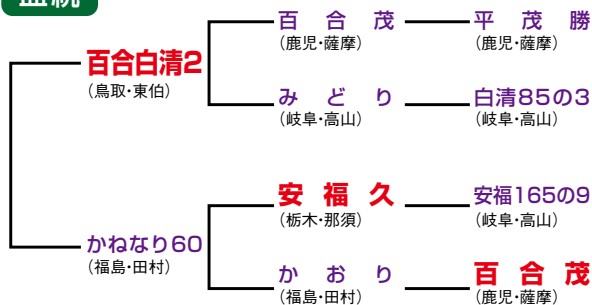 血統
百合茂 平茂勝
(鹿児・薩摩) (鹿児・薩摩)
百合白清2
(鳥取・東伯)
みどり 白清85の3
(岐阜・高山) (岐阜・高山)
安福久 安福165の9
(栃木・那須) (岐阜・高山)
かねなり60
(福島・田村)
かおり 百合茂
(福島・田村) (鹿児・薩摩)